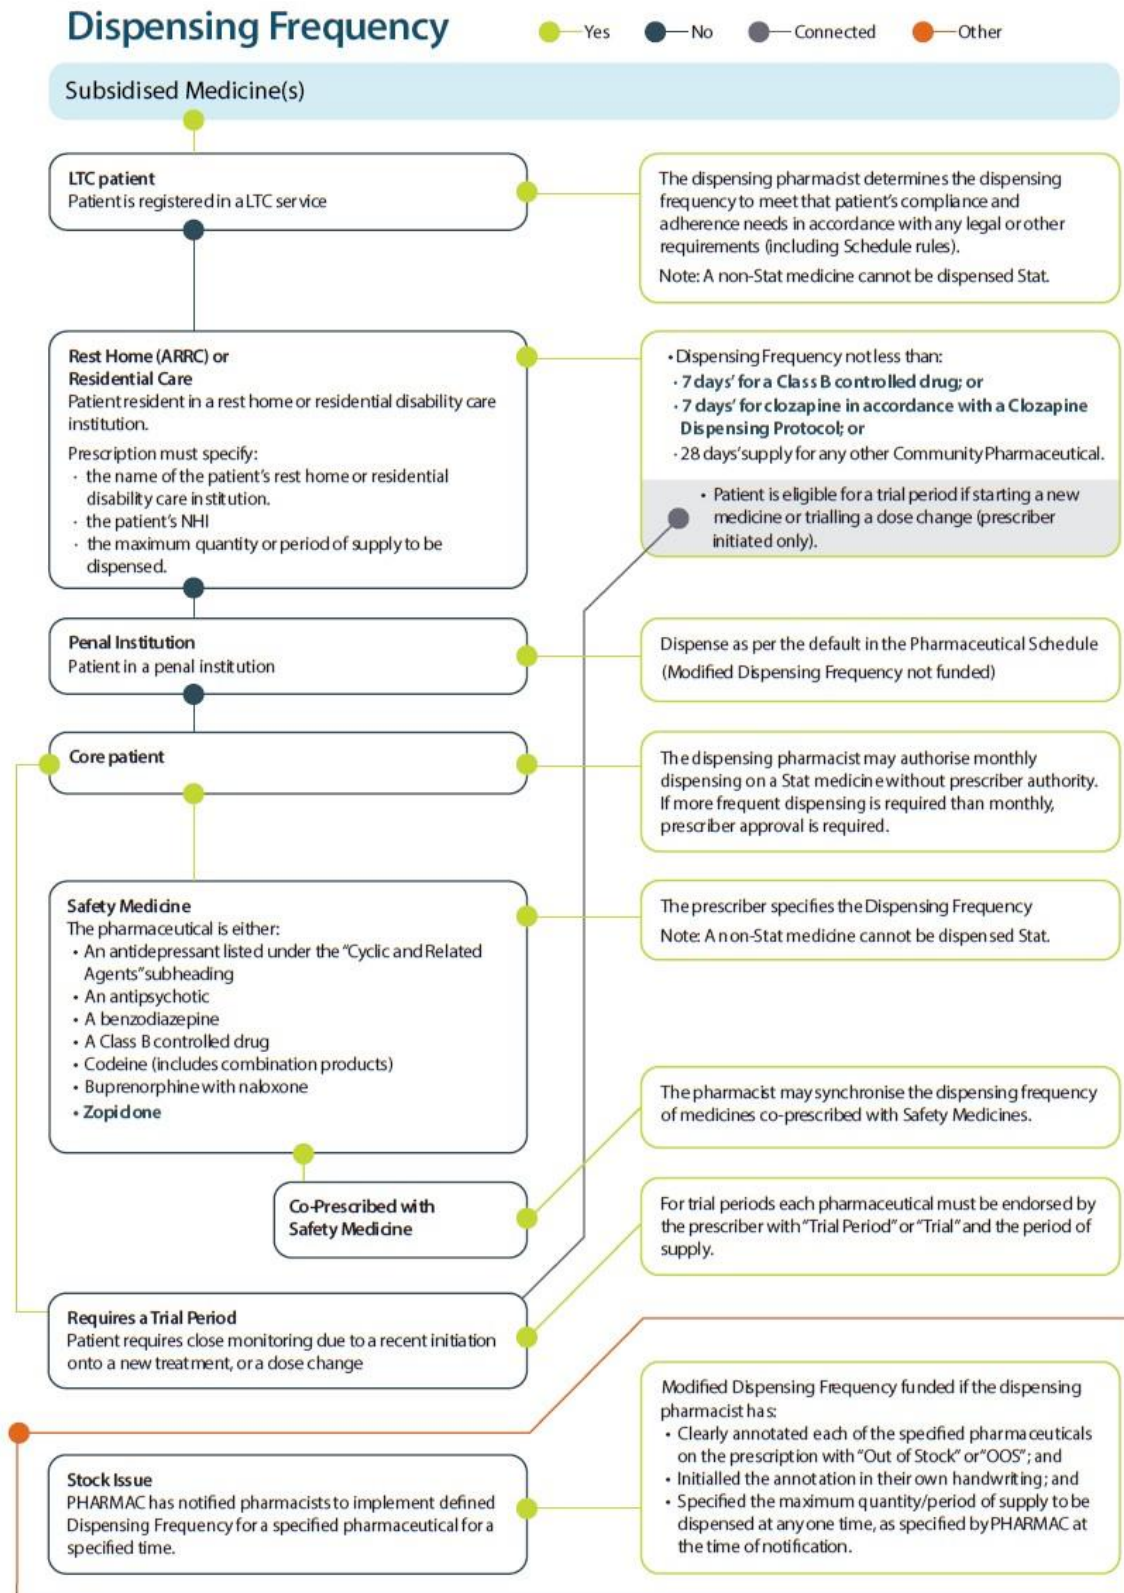 Dispensing Frequency
Yes
No
Connected
Other
Subsidised Medicine(s)
LTC patient
Patient is registered in a LTC service
The dispensing pharmacist determines the dispensing
frequency to meet that patient's compliance and
adherence needs in accordance with any legal or other
requirements (including Schedule rules).
Note: A non-Stat medicine cannot be dispensed Stat.
Rest Home (ARRC) or
Residential Care
Patient resident in a rest home or residential disability care
institution.
Prescription must specify:
· the name of the patient's rest home or residential
disability care institution.
· the patient's NHI
· the maximum quantity or period of supply to be
dispensed.
• Dispensing Frequency not less than:
· 7 days' for a Class B controlled drug; or
· 7 days' for clozapine in accordance with a Clozapine
Dispensing Protocol; or
· 28 days' supply for any other Community Pharmaceutical.
• Patient is eligible for a trial period if starting a new
medicine or trialling a dose change (prescriber
initiated only).
Penal Institution
Patient in a penal institution
Dispense as per the default in the Pharmaceutical Schedule
(Modified Dispensing Frequency not funded)
Core patient
The dispensing pharmacist may authorise monthly
dispensing on a Stat medicine without prescriber authority.
If more frequent dispensing is required than monthly,
prescriber approval is required.
Safety Medicine
The pharmaceutical is either:
• An antidepressant listed under the "Cyclic and Related
Agents" subheading
• An antipsychotic
• A benzodiazepine
• A Class B controlled drug
• Codeine (includes combination products)
• Buprenorphine with naloxone
• Zopidone
The prescriber specifies the Dispensing Frequency
Note: A non-Stat medicine cannot be dispensed Stat.
Co-Prescribed with
Safety Medicine
The pharmacist may synchronise the dispensing frequency
of medicines co-prescribed with Safety Medicines.
Requires a Trial Period
Patient requires close monitoring due to a recent initiation
onto a new treatment, or a dose change
For trial periods each pharmaceutical must be endorsed by
the prescriber with "Trial Period" or "Trial" and the period of
supply.
Stock Issue
PHARMAC has notified pharmacists to implement defined
Dispensing Frequency for a specified pharmaceutical for a
specified time.
Modified Dispensing Frequency funded if the dispensing
pharmacist has:
• Clearly annotated each of the specified pharmaceuticals
on the prescription with "Out of Stock" or "OOS"; and
• Initialled the annotation in their own handwriting; and
• Specified the maximum quantity/period of supply to be
dispensed at any one time, as specified by PHARMAC at
the time of notification.